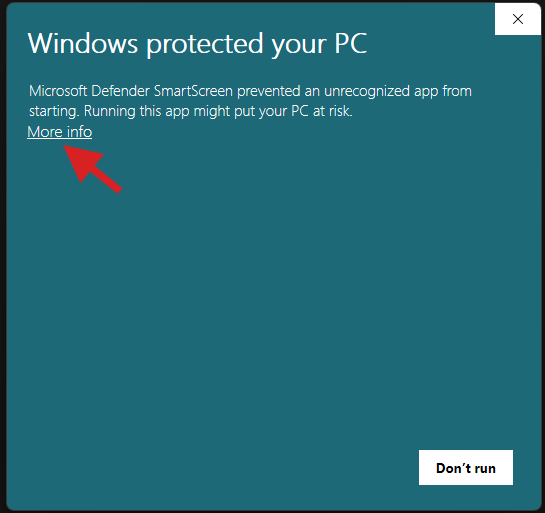 Windows protected your PC
Microsoft Defender SmartScreen prevented an unrecognized app from
starting. Running this app might put your PC at risk.
More info
Don't run